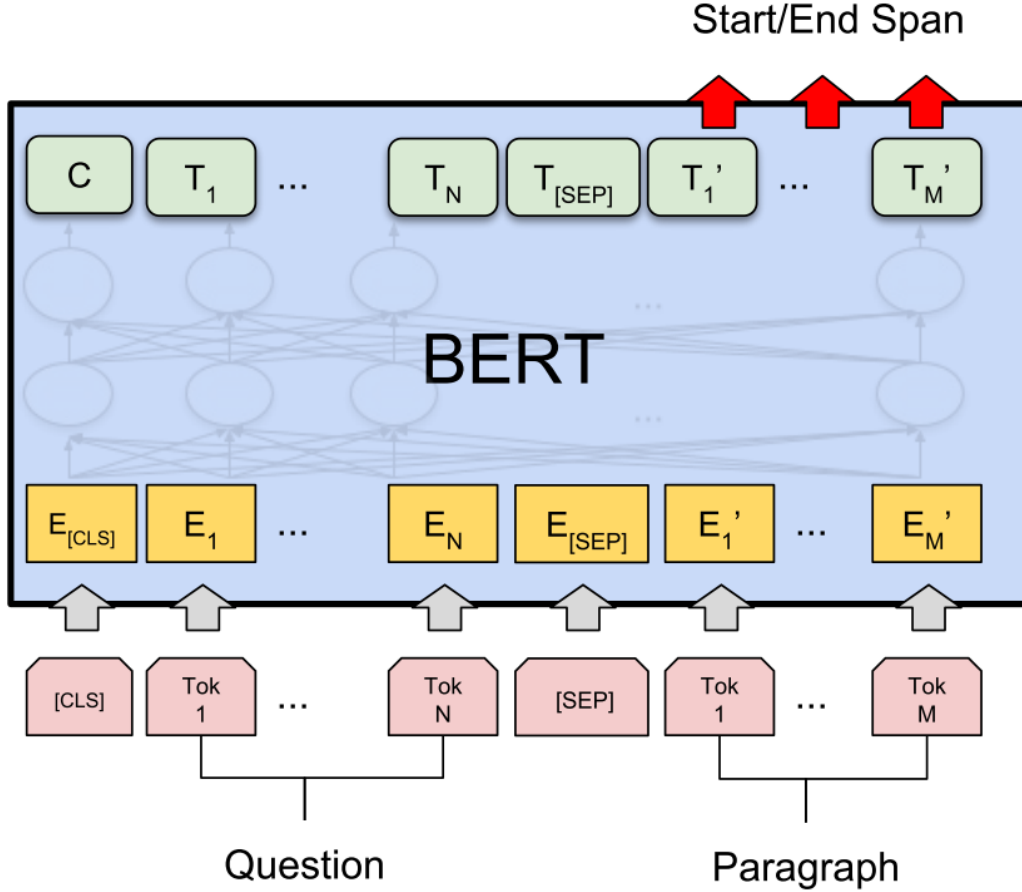 Start/End Span
C T1 ... TN T[SEP] T1’ ... TM’
...
BERT
...
E[CLS] E1 ... EN E[SEP] E1’ ... EM’
[CLS] Tok 1 ... Tok N [SEP] Tok 1 ... Tok M
Question Paragraph